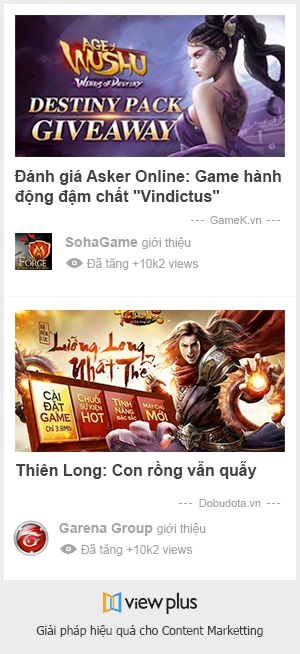 AGE of
WUSHU
WINDS OF DESTINY
DESTINY PACK
GIVEAWAY
Đánh giá Asker Online: Game hành
động đậm chất "Vindictus"
--- GameK.vn ---
FORGE
SohaGame giới thiệu
Đã tăng +10k2 views
Lưỡng Long
Nhất Thể
CÀI ĐẶT
GAME
Chỉ 3.8Mb
CHUỖI
SỰ KIỆN
HOT
TÍNH
NĂNG
ĐẶC SẮC
MÁY CHỦ
MỚI
Thiên Long: Con rồng vẫn quẫy
--- Dobudota.vn ---
Garena Group giới thiệu
Đã tăng +10k2 views
view plus
Giải pháp hiệu quả cho Content Marketting